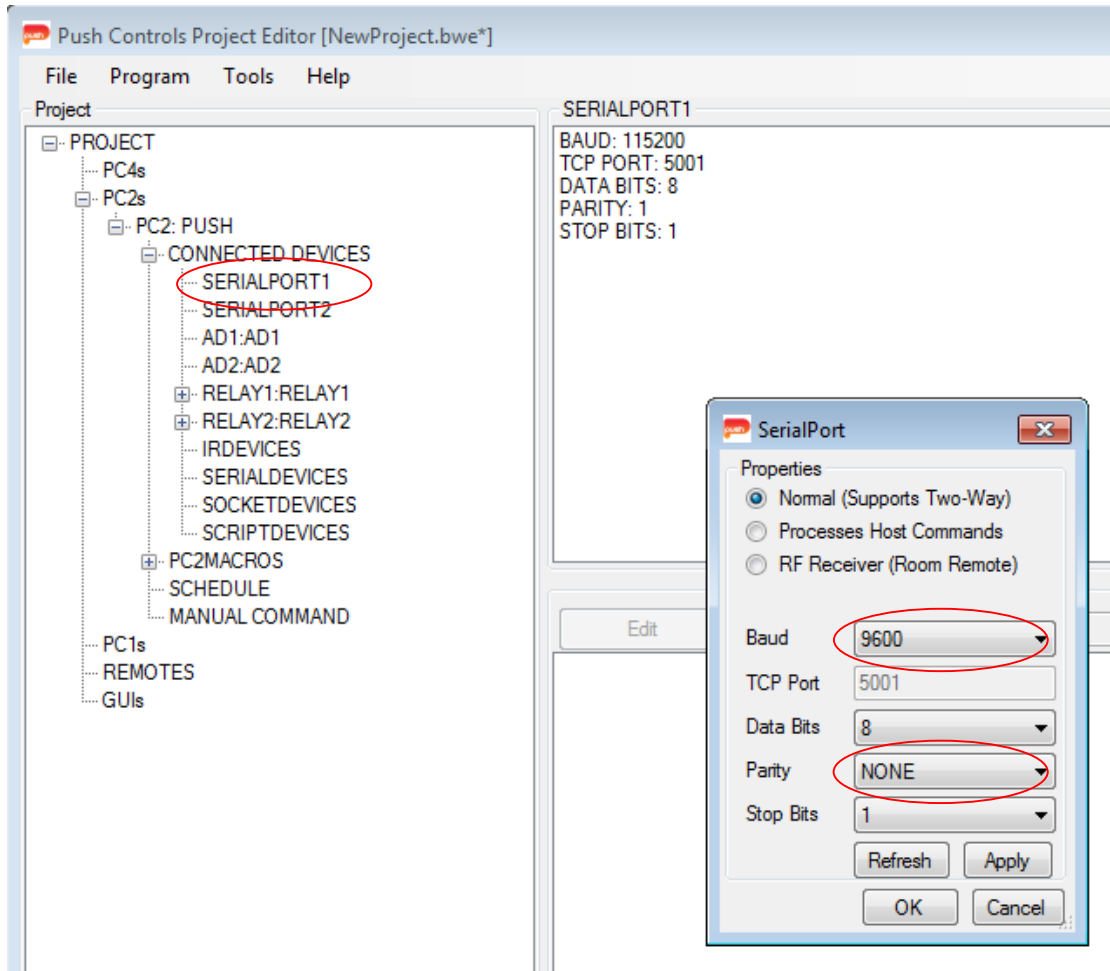 Push Controls Project Editor [NewProject.bwe*]
File Program Tools Help
Project
PROJECT
PC4s
PC2s
PC2: PUSH
CONNECTED DEVICES
SERIALPORT1
SERIALPORT2
AD1:AD1
AD2:AD2
RELAY1:RELAY1
RELAY2:RELAY2
IRDEVICES
SERIALDEVICES
SOCKETDEVICES
SCRIPTDEVICES
PC2MACROS
SCHEDULE
MANUAL COMMAND
PC1s
REMOTES
GUIs
SERIALPORT1
BAUD: 115200
TCP PORT: 5001
DATA BITS: 8
PARITY: 1
STOP BITS: 1
Edit
push SerialPort
Properties
Normal (Supports Two-Way)
Processes Host Commands
RF Receiver (Room Remote)
Baud 9600
TCP Port 5001
Data Bits 8
Parity NONE
Stop Bits 1
Refresh Apply
OK Cancel